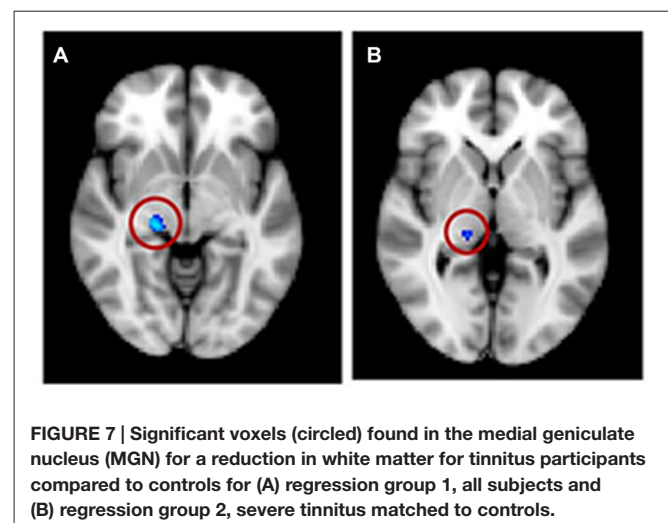 A
B
FIGURE 7 | Significant voxels (circled) found in the medial geniculate
nucleus (MGN) for a reduction in white matter for tinnitus participants
compared to controls for (A) regression group 1, all subjects and
(B) regression group 2, severe tinnitus matched to controls.